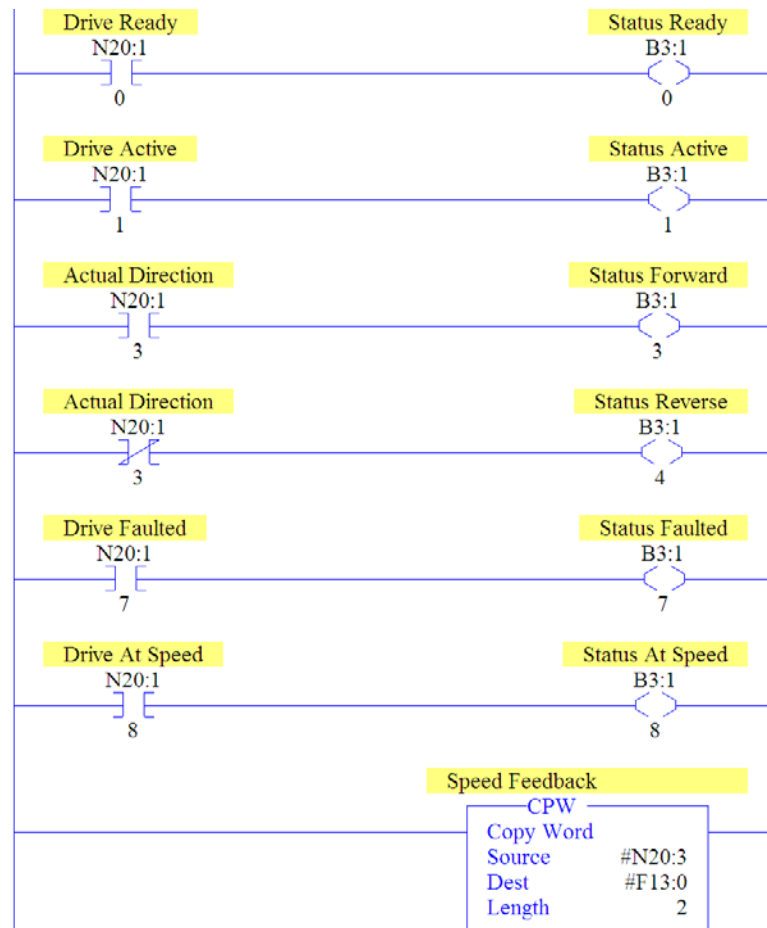 Drive Ready Status Ready
N20:1 B3:1
0 0
Drive Active Status Active
N20:1 B3:1
1 1
Actual Direction Status Forward
N20:1 B3:1
3 3
Actual Direction Status Reverse
N20:1 B3:1
3 4
Drive Faulted Status Faulted
N20:1 B3:1
7 7
Drive At Speed Status At Speed
N20:1 B3:1
8 8
Speed Feedback
CPW
Copy Word
Source #N20:3
Dest #F13:0
Length 2